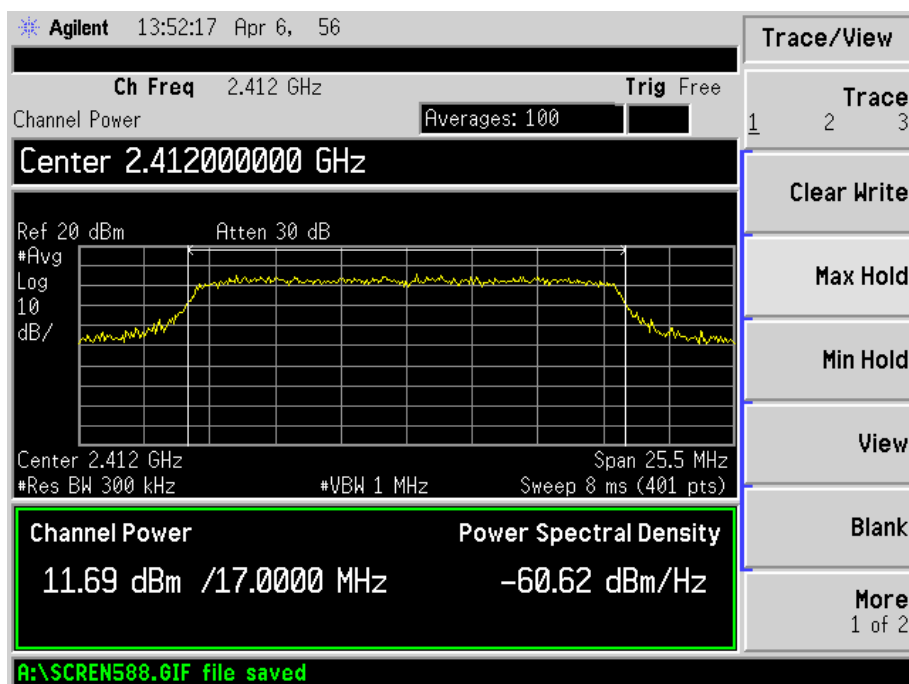 Agilent 13:52:17 Apr 6, 56
Trace/View
Ch Freq 2.412 GHz Trig Free
Channel Power Averages: 100
Center 2.412000000 GHz
Ref 20 dBm Atten 30 dB
#Avg
Log
10
dB/
Center 2.412 GHz Span 25.5 MHz
#Res BW 300 kHz #VBW 1 MHz Sweep 8 ms (401 pts)
Channel Power Power Spectral Density
11.69 dBm /17.0000 MHz -60.62 dBm/Hz
A:\SCREN588.GIF file saved
Trace
1 2 3
Clear Write
Max Hold
Min Hold
View
Blank
More
1 of 2